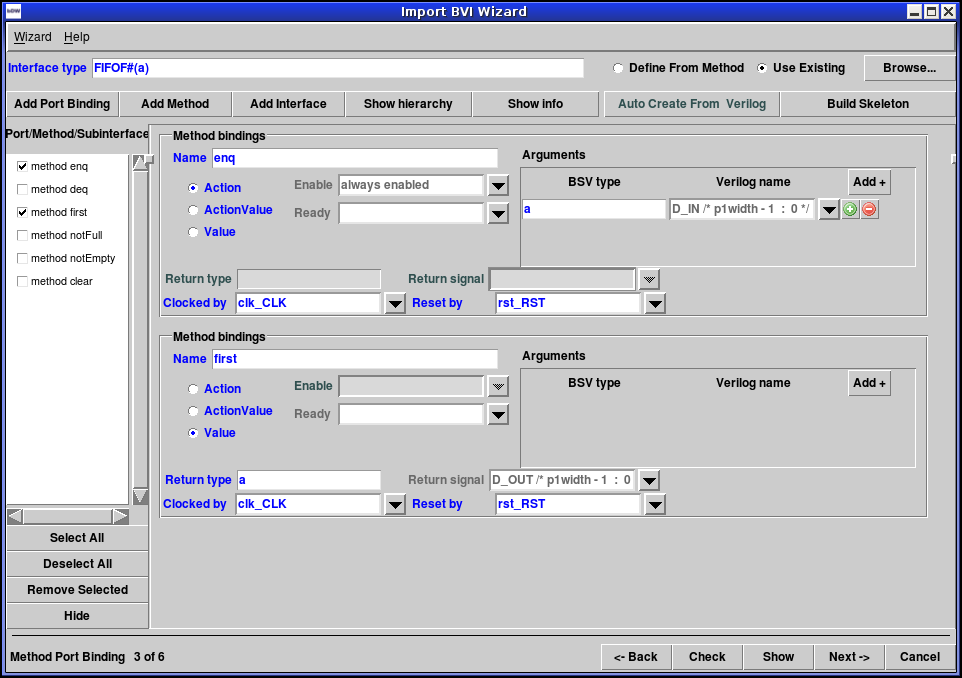 Import BVI Wizard
Wizard Help
Interface type FIFOF#(a) Define From Method Use Existing Browse...
Add Port Binding Add Method Add Interface Show hierarchy Show info Auto Create From Verilog Build Skeleton
Port/Method/Subinterface
method enq
method deq
method first
method notFull
method notEmpty
method clear
Select All
Deselect All
Remove Selected
Hide
Method bindings
Name enq Arguments
Action Enable always enabled BSV type Verilog name Add +
ActionValue Ready a D_IN /* p1width - 1 : 0 */
Value
Return type Return signal
Clocked by clk_CLK Reset by rst_RST
Method bindings
Name first Arguments
Action Enable BSV type Verilog name Add +
ActionValue Ready
Value
Return type a Return signal D_OUT /* p1width - 1 : 0
Clocked by clk_CLK Reset by rst_RST
Method Port Binding 3 of 6 <- Back Check Show Next -> Cancel